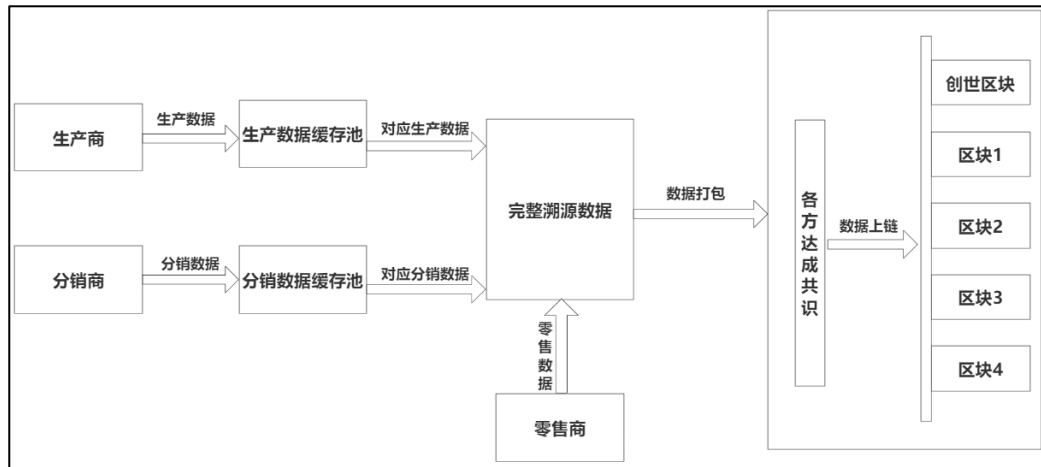 生产商
生产数据
生产数据缓存池
对应生产数据
分销商
分销数据
分销数据缓存池
对应分销数据
完整溯源数据
零售数据
零售商
数据打包
各方达成共识
数据上链
创世区块
区块1
区块2
区块3
区块4